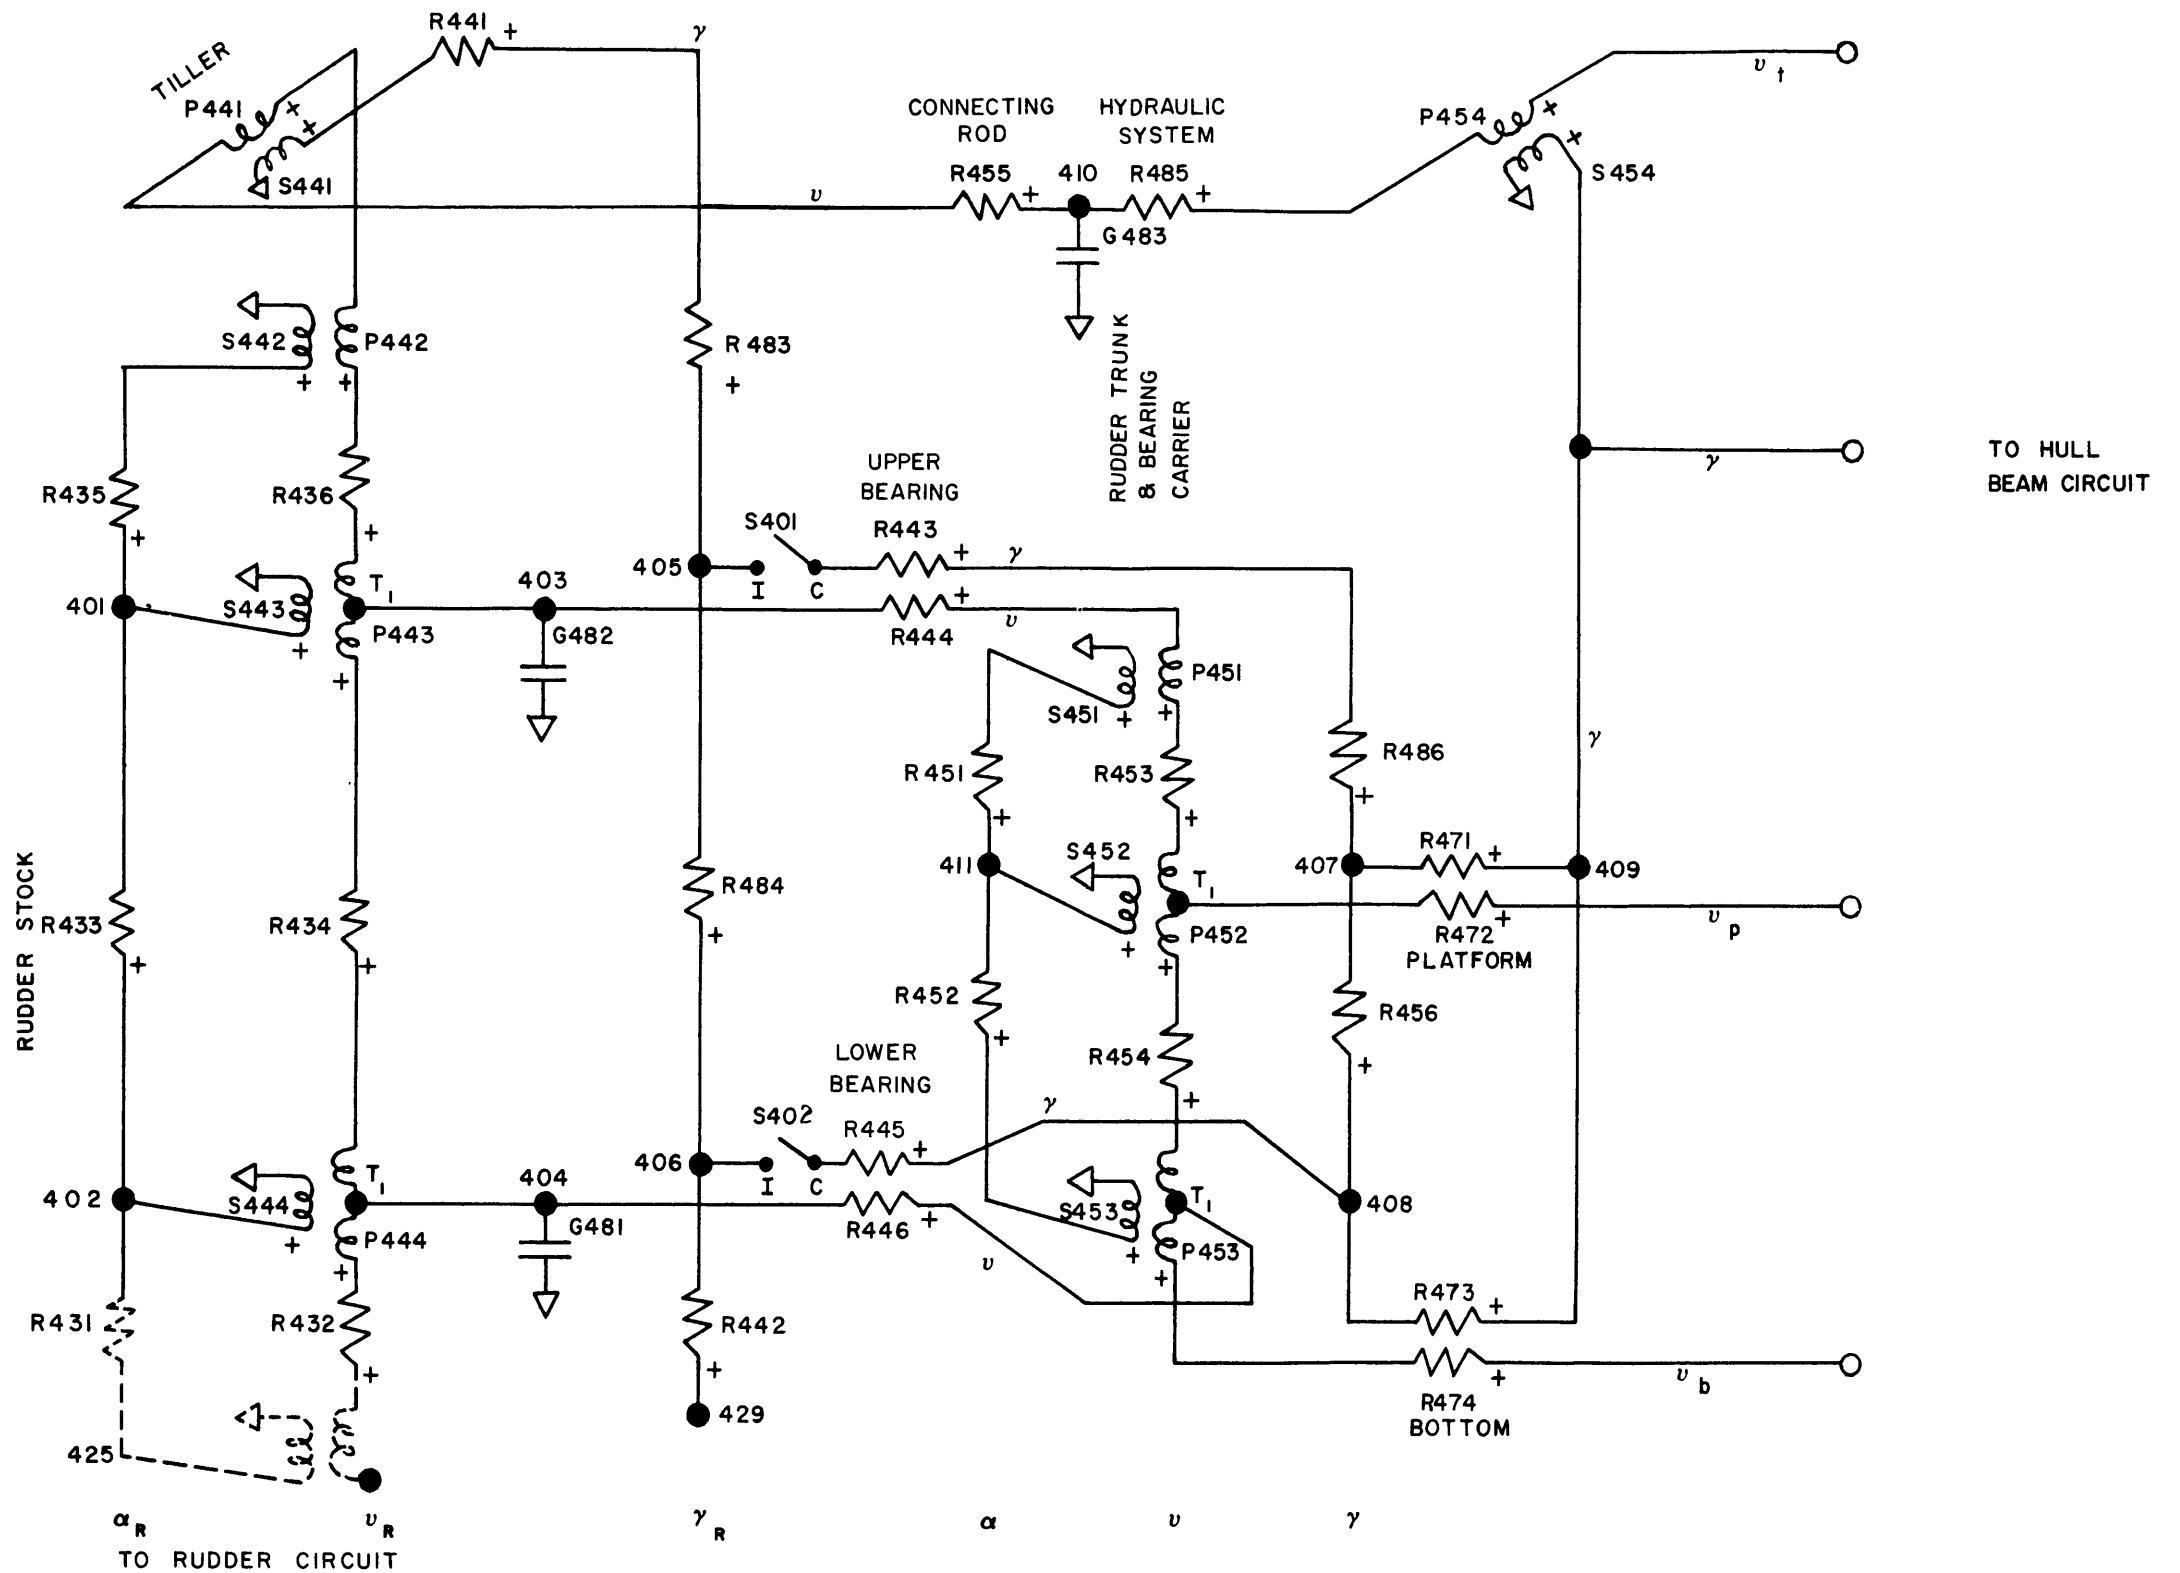 R441 +
γ
TILLER
P441 +
+
S441
υ
CONNECTING
ROD
HYDRAULIC
SYSTEM
R455 +
410
R485 +
G483
P454 +
+
S454
υ t
S442 +
P442 +
R483
+
RUDDER TRUNK
& BEARING
CARRIER
γ
TO HULL
BEAM CIRCUIT
R435
+
R436
+
UPPER
BEARING
405
S401
I C
R443 +
γ
401
S443
+
T1
P443
+
403
G482
R444
+
υ
S451 +
P451
+
R486
+
γ
R451
+
R453
+
411
S452
+
T1
P452
+
407
R471 +
409
R472 +
PLATFORM
υ p
RUDDER STOCK
R433
+
R434
+
R484
+
R452
+
R454
+
R456
+
LOWER
BEARING
406
S402
I C
R445 +
γ
402
S444
+
T1
P444
+
404
G481
R446 +
υ
S453
+
T1
P453
+
408
R431
R432
+
R442
+
429
R473 +
R474 +
BOTTOM
υ b
425
α R
υ R
γ R
α
υ
γ
TO RUDDER CIRCUIT